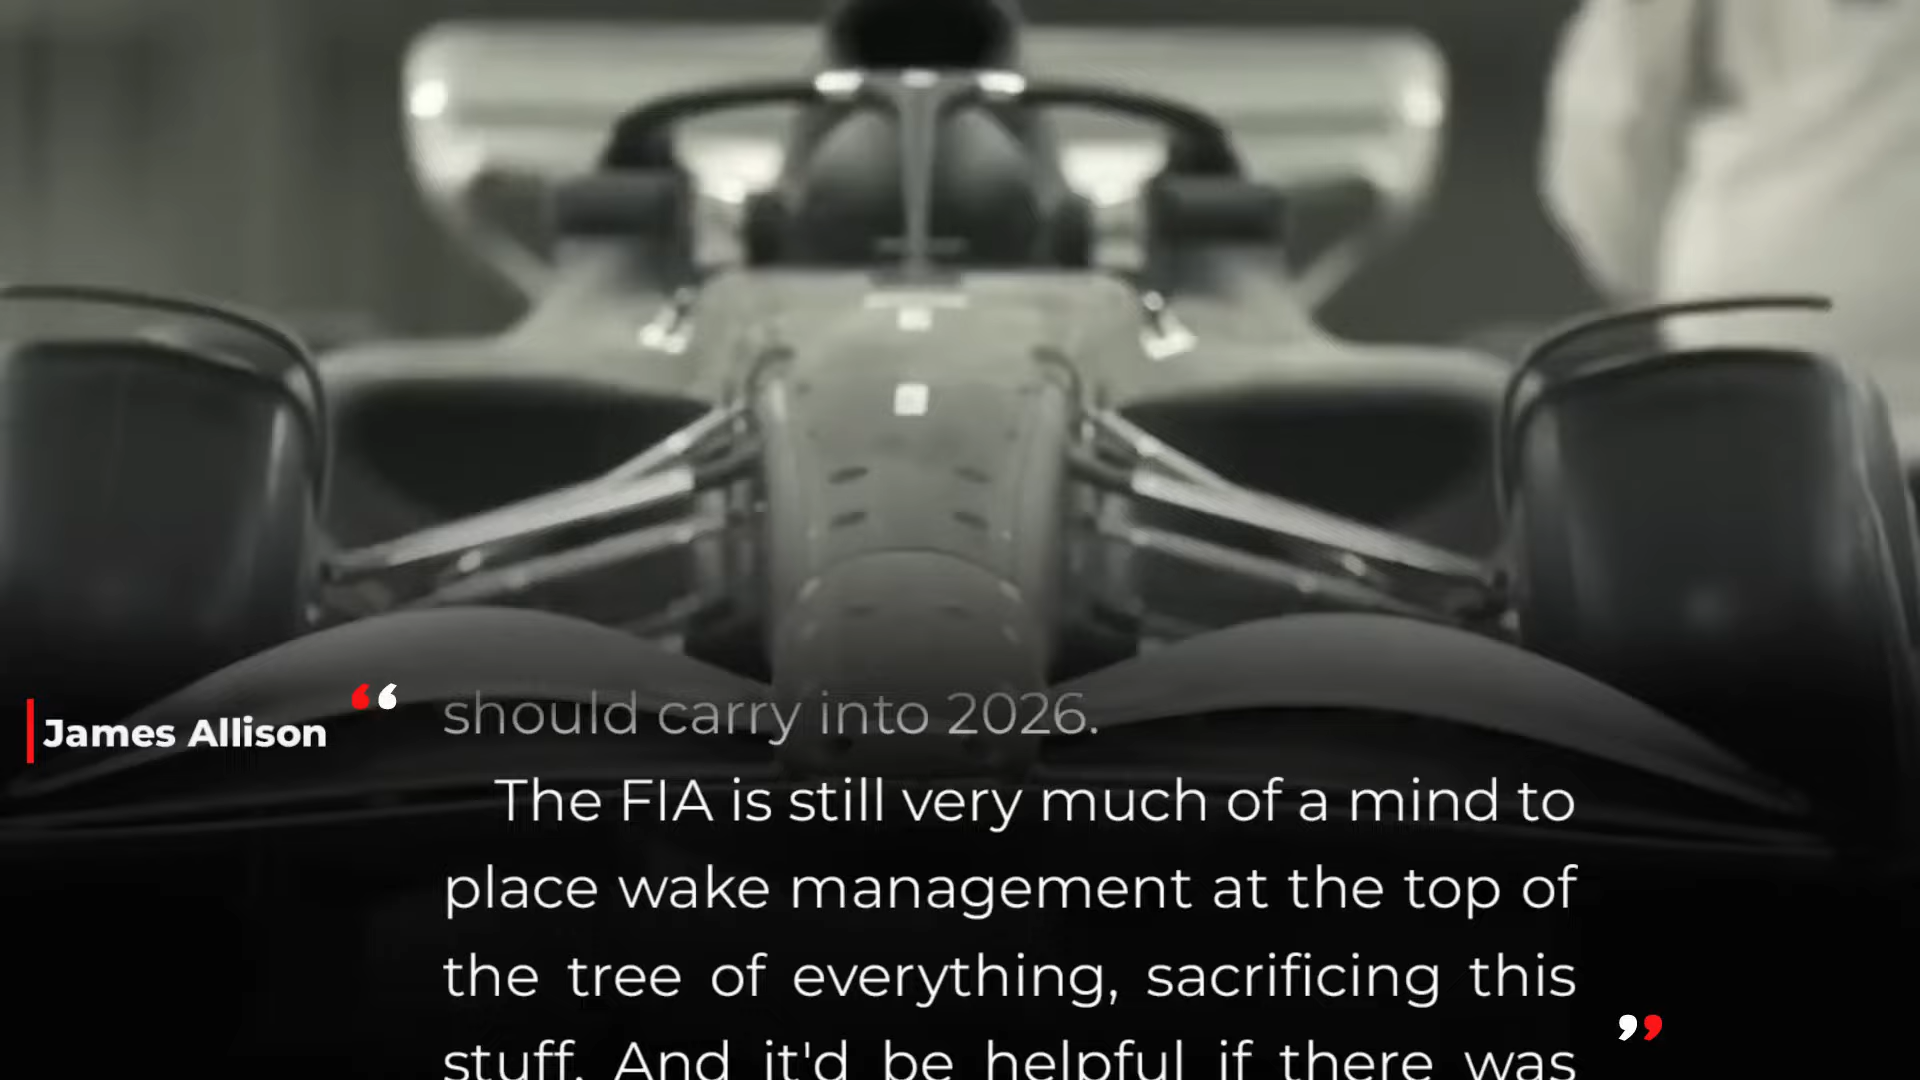 James Allison
“
should carry into 2026.
The FIA is still very much of a mind to
place wake management at the top of
the tree of everything, sacrificing this
stuff. And it'd be helpful if there was
”